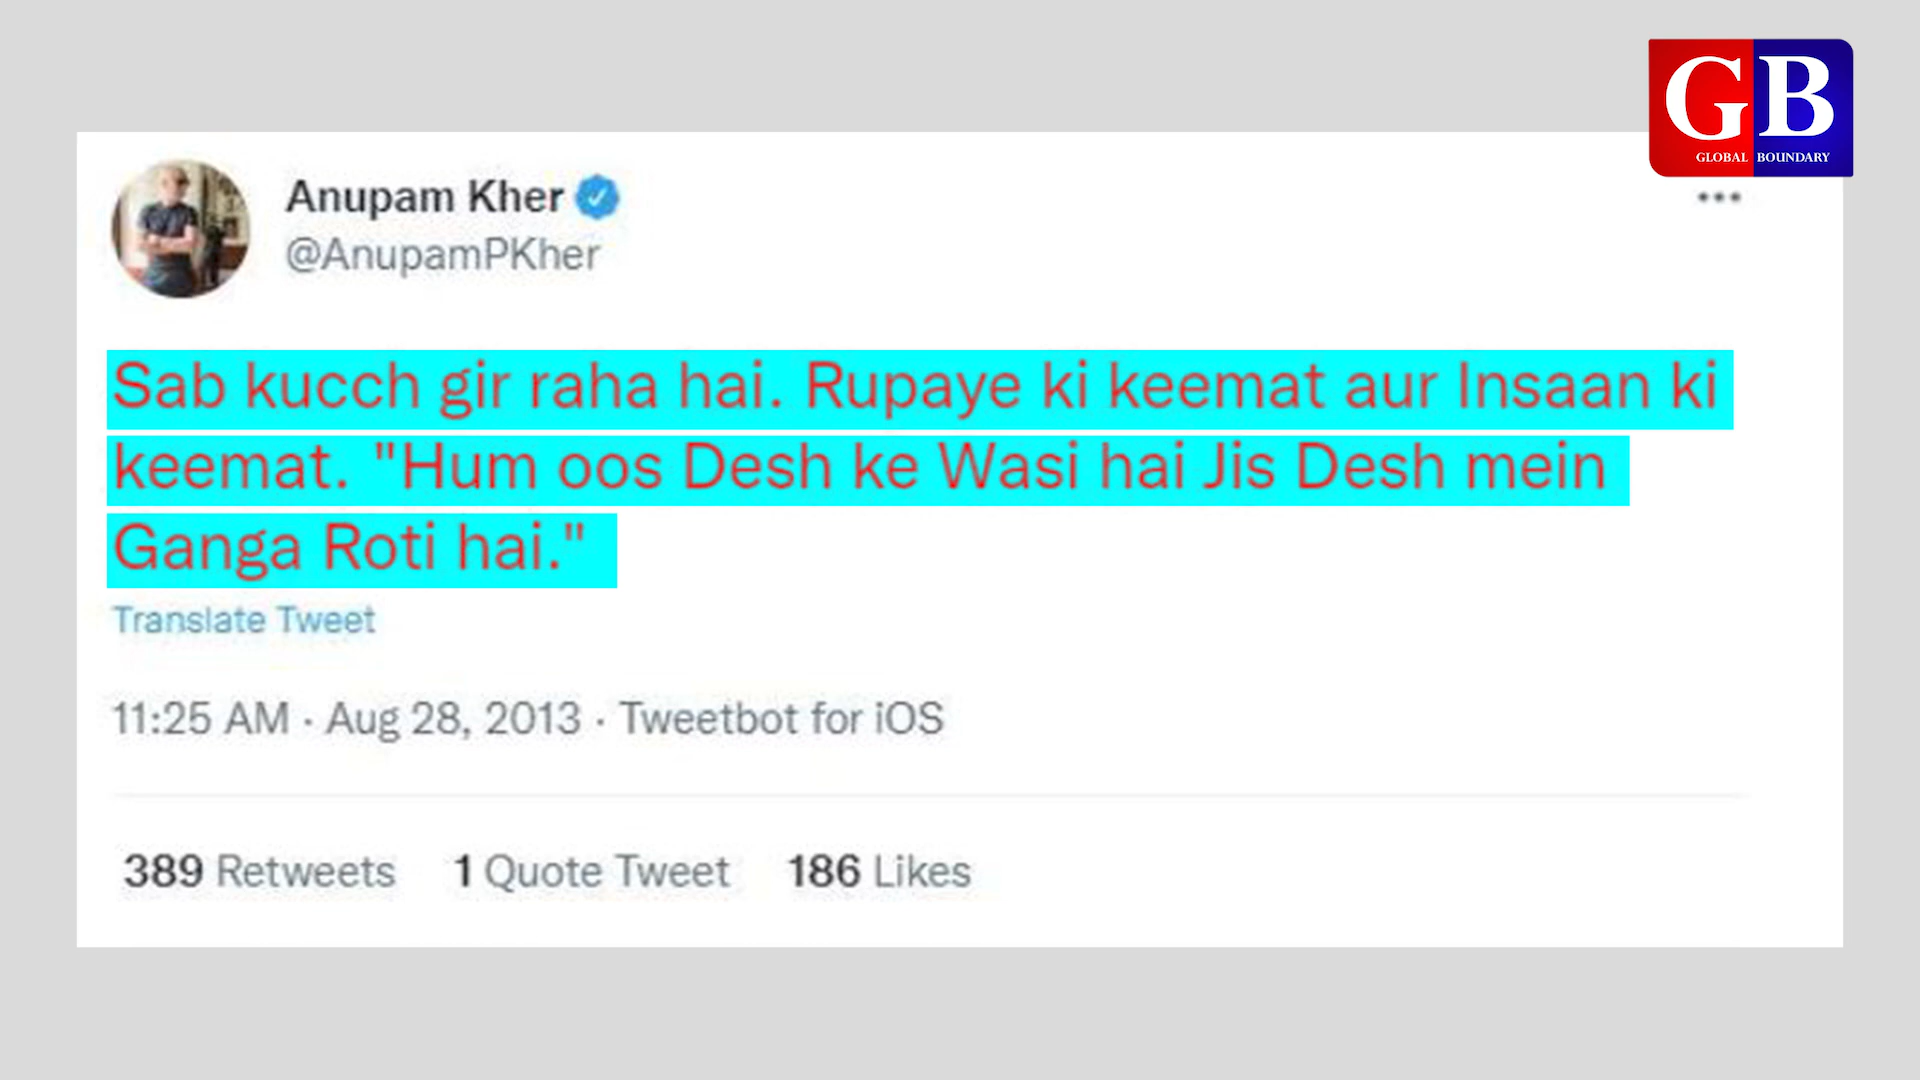 GB
GLOBAL BOUNDARY
Anupam Kher
@AnupamPKher
Sab kucch gir raha hai. Rupaye ki keemat aur Insaan ki
keemat. "Hum oos Desh ke Wasi hai Jis Desh mein
Ganga Roti hai."
Translate Tweet
11:25 AM · Aug 28, 2013 · Tweetbot for iOS
389 Retweets 1 Quote Tweet 186 Likes